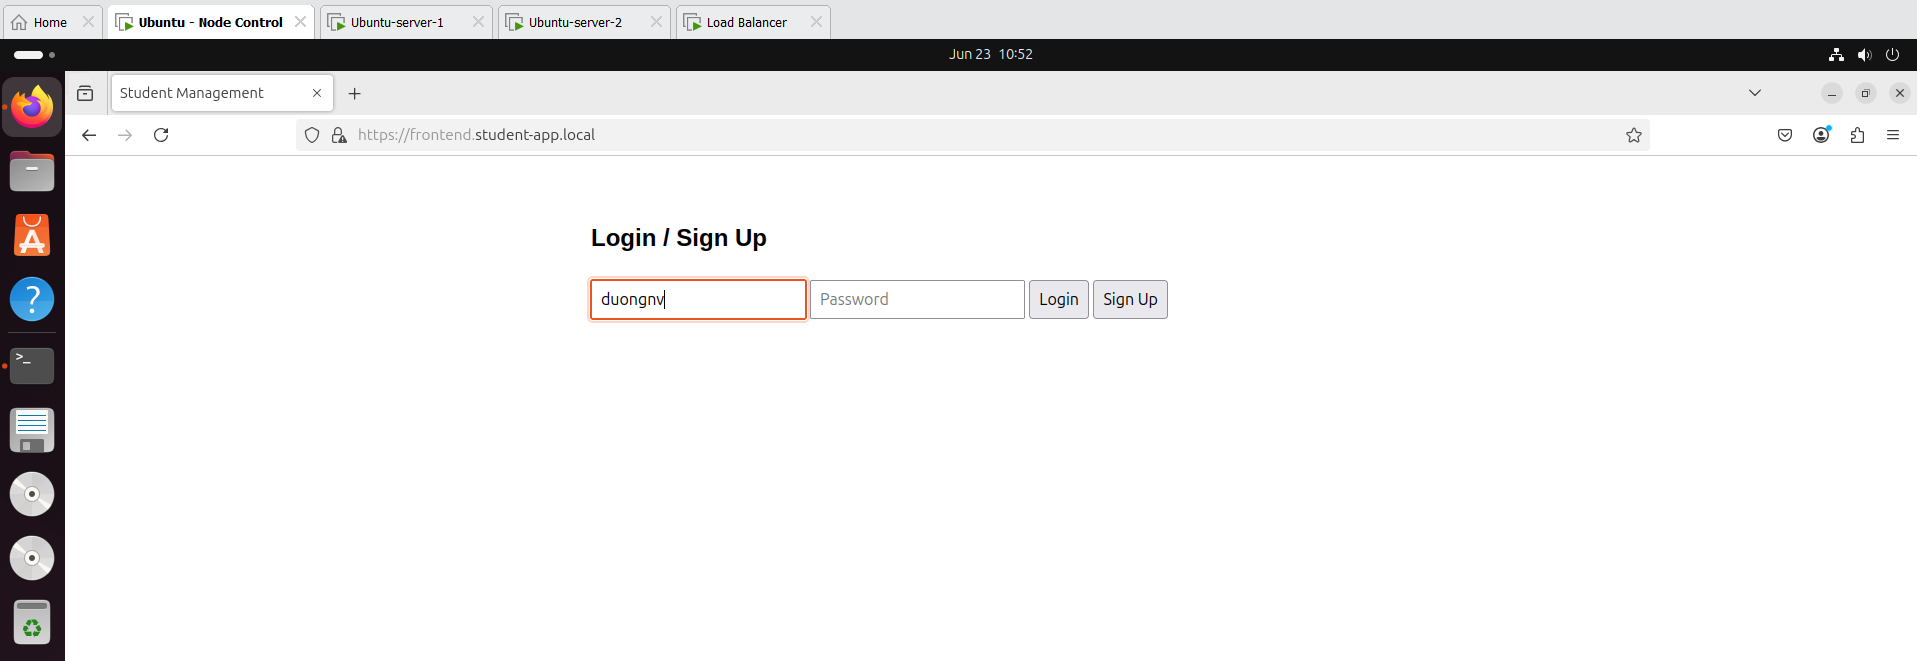 Home Ubuntu - Node Control Ubuntu-server-1 Ubuntu-server-2 Load Balancer
Jun 23 10:52
Student Management
https://frontend.student-app.local
Login / Sign Up
duongnv Password Login Sign Up